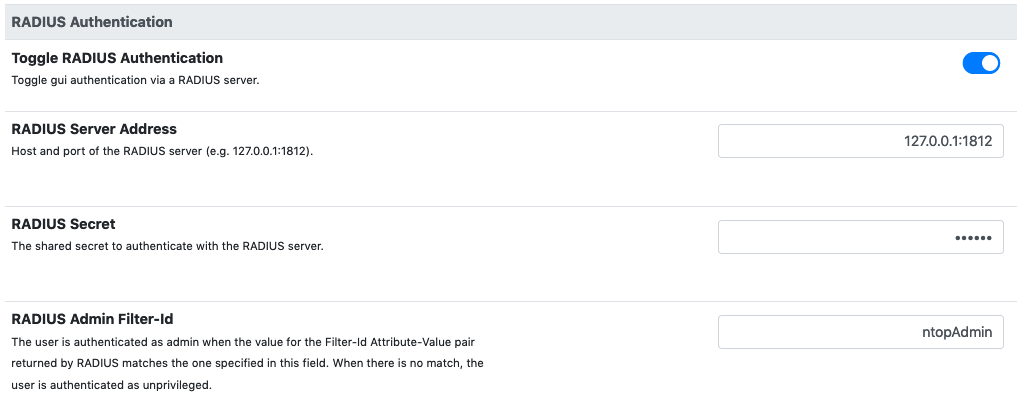 RADIUS Authentication
Toggle RADIUS Authentication
Toggle gui authentication via a RADIUS server.
RADIUS Server Address
Host and port of the RADIUS server (e.g. 127.0.0.1:1812).
127.0.0.1:1812
RADIUS Secret
The shared secret to authenticate with the RADIUS server.
••••••
RADIUS Admin Filter-Id
The user is authenticated as admin when the value for the Filter-Id Attribute-Value pair
returned by RADIUS matches the one specified in this field. When there is no match, the
user is authenticated as unprivileged.
ntopAdmin